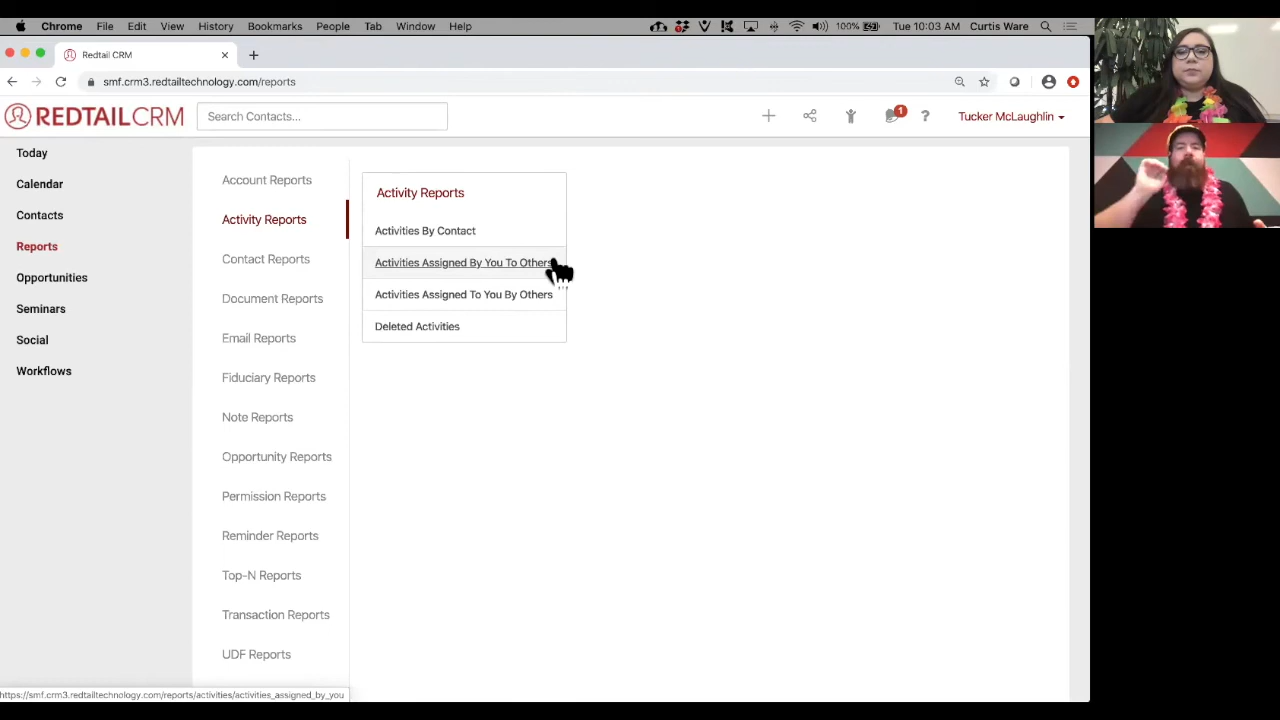 Chrome File Edit View History Bookmarks People Tab Window Help 100% Tue 10:03 AM Curtis Ware
Redtail CRM
smf.crm3.redtailtechnology.com/reports
REDTAILCRM Search Contacts... 1 ? Tucker McLaughlin
Today
Calendar
Contacts
Reports
Opportunities
Seminars
Social
Workflows
Account Reports
Activity Reports
Contact Reports
Document Reports
Email Reports
Fiduciary Reports
Note Reports
Opportunity Reports
Permission Reports
Reminder Reports
Top-N Reports
Transaction Reports
UDF Reports
Activity Reports
Activities By Contact
Activities Assigned By You To Others
Activities Assigned To You By Others
Deleted Activities
https://smf.crm3.redtailtechnology.com/reports/activities/activities_assigned_by_you